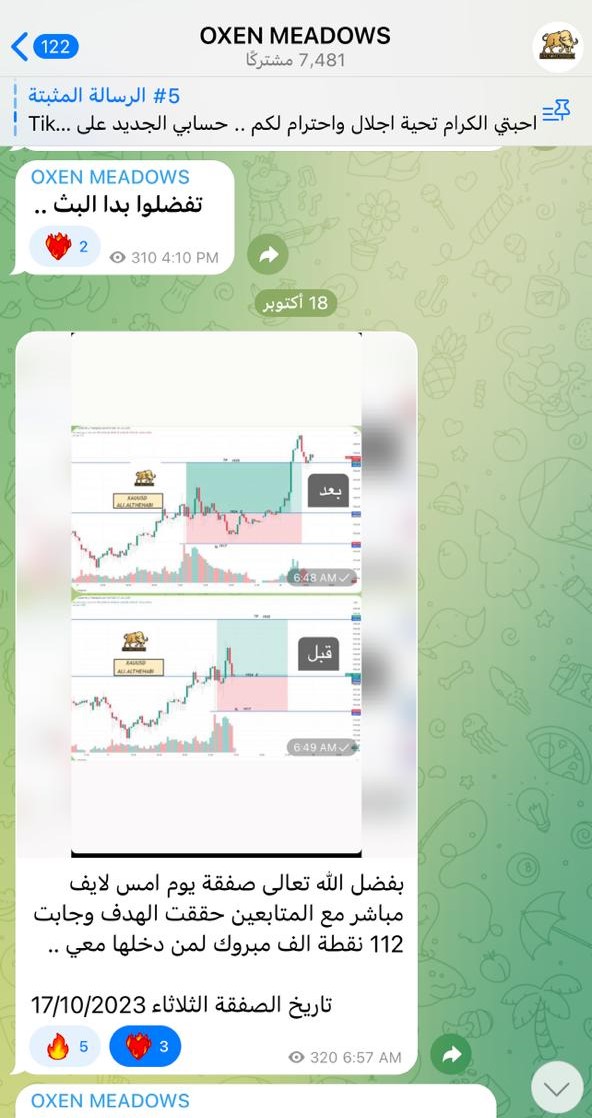 122
OXEN MEADOWS
7,481 مشتركًا
الرسالة المثبتة #5
احبتي الكرام تحية اجلال واحترام لكم .. حسابي الجديد على Tik...
OXEN MEADOWS
تفضلوا بدا البث ..
2
310 4:10 PM
18 أكتوبر
بعد
XAUUSD
ALI ALTHEHABI
6:48 AM
قبل
XAUUSD
ALI ALTHEHABI
6:49 AM
بفضل الله تعالى صفقة يوم امس لايف
مباشر مع المتابعين حققت الهدف وجابت
112 نقطة الف مبروك لمن دخلها معي ..
تاريخ الصفقة الثلاثاء 17/10/2023
5
3
320 6:57 AM
OXEN MEADOWS